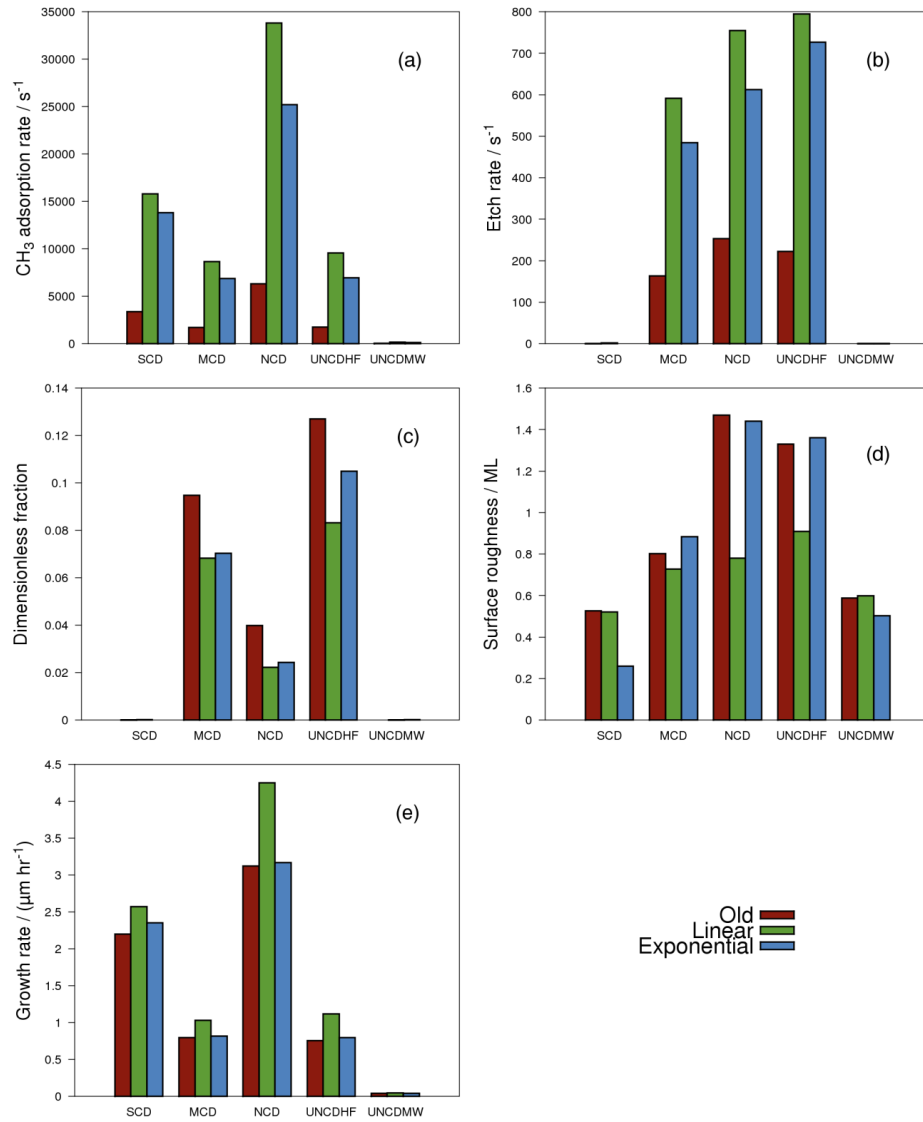 (a)
CH₃ adsorption rate / s⁻¹
35000
30000
25000
20000
15000
10000
5000
0
SCD MCD NCD UNCDHF UNCDMW
(b)
Etch rate / s⁻¹
800
700
600
500
400
300
200
100
0
SCD MCD NCD UNCDHF UNCDMW
(c)
Dimensionless fraction
0.14
0.12
0.1
0.08
0.06
0.04
0.02
0
SCD MCD NCD UNCDHF UNCDMW
(d)
Surface roughness / ML
1.6
1.4
1.2
1
0.8
0.6
0.4
0.2
0
SCD MCD NCD UNCDHF UNCDMW
(e)
Growth rate / (µm hr⁻¹)
4.5
4
3.5
3
2.5
2
1.5
1
0.5
0
SCD MCD NCD UNCDHF UNCDMW
Old
Linear
Exponential